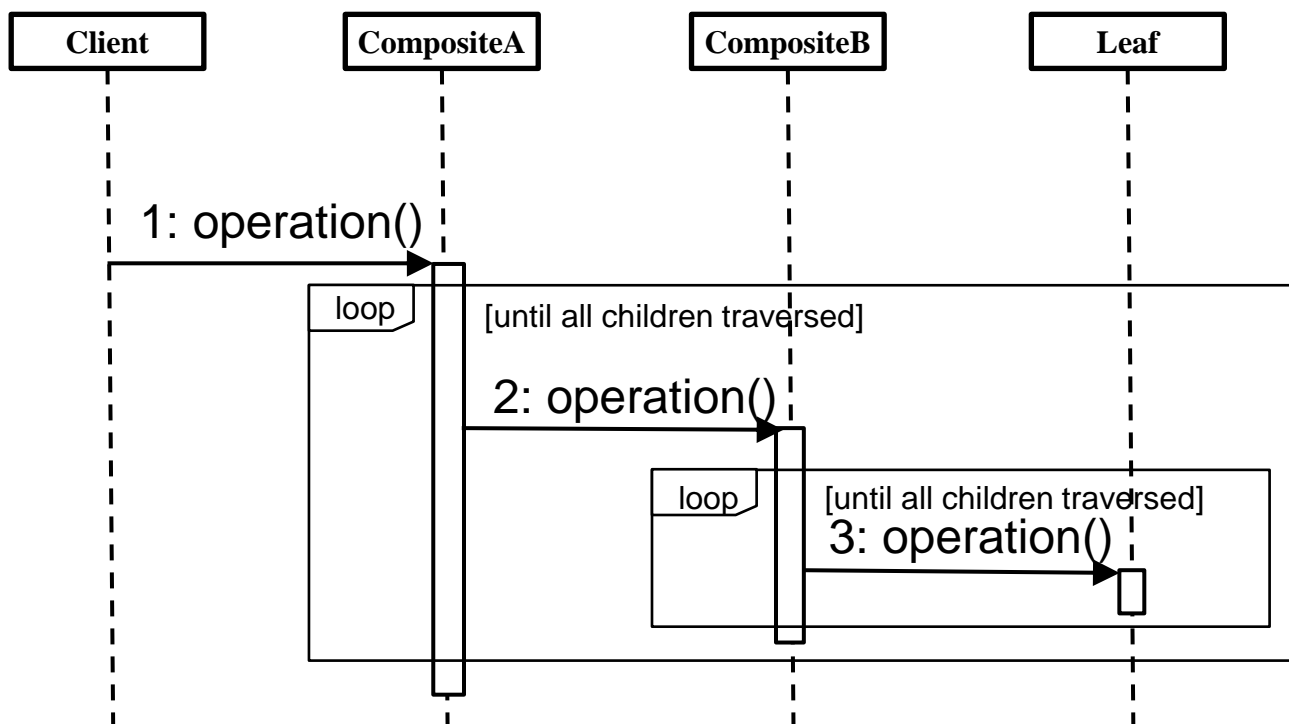 Client
CompositeA
CompositeB
Leaf
1: operation()
loop
[until all children traversed]
2: operation()
loop
[until all children traversed]
3: operation()